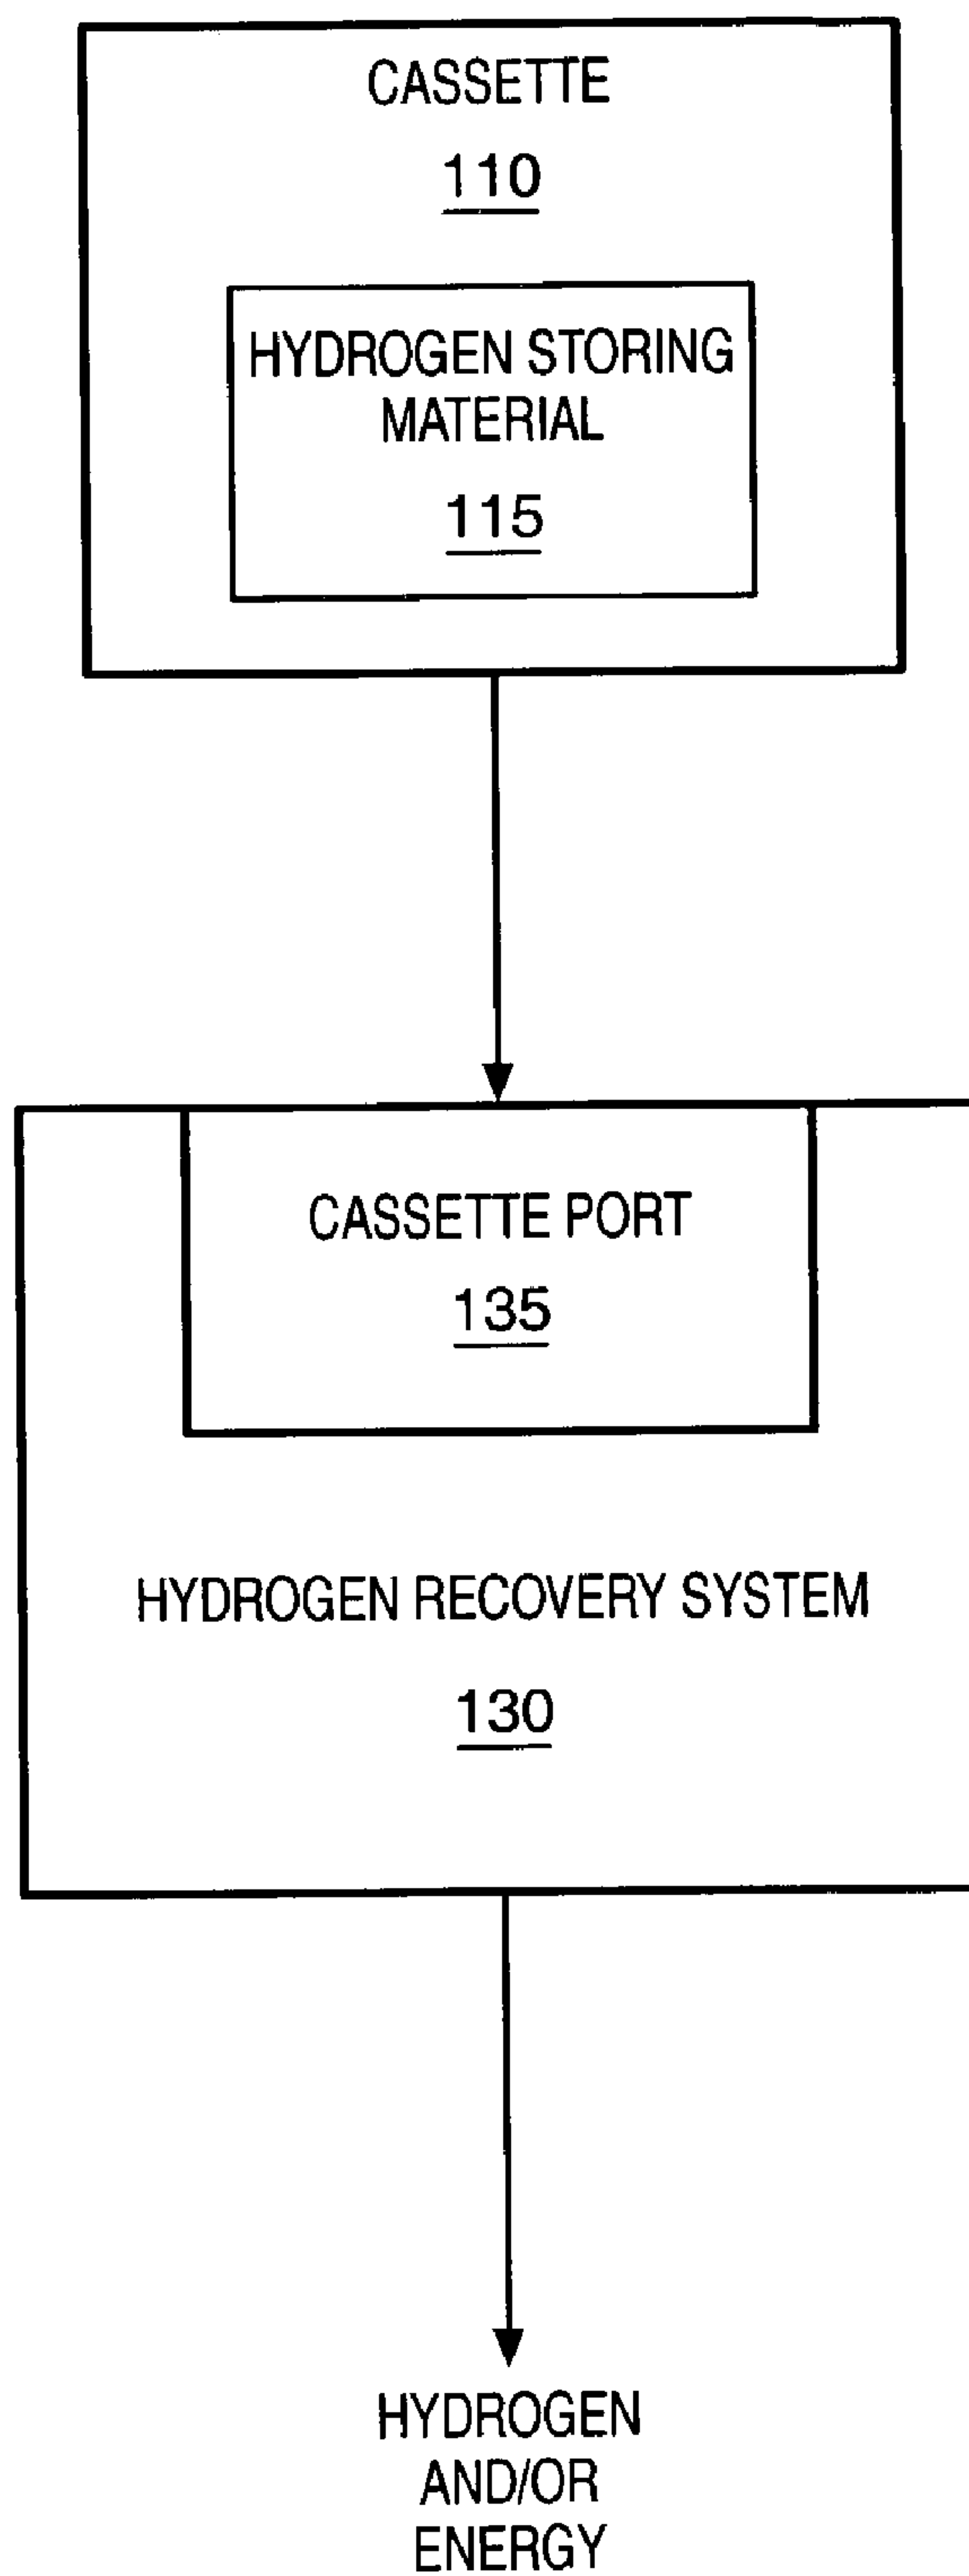 CASSETTE
110
HYDROGEN STORING
MATERIAL
115
CASSETTE PORT
135
HYDROGEN RECOVERY SYSTEM
130
HYDROGEN
AND/OR
ENERGY